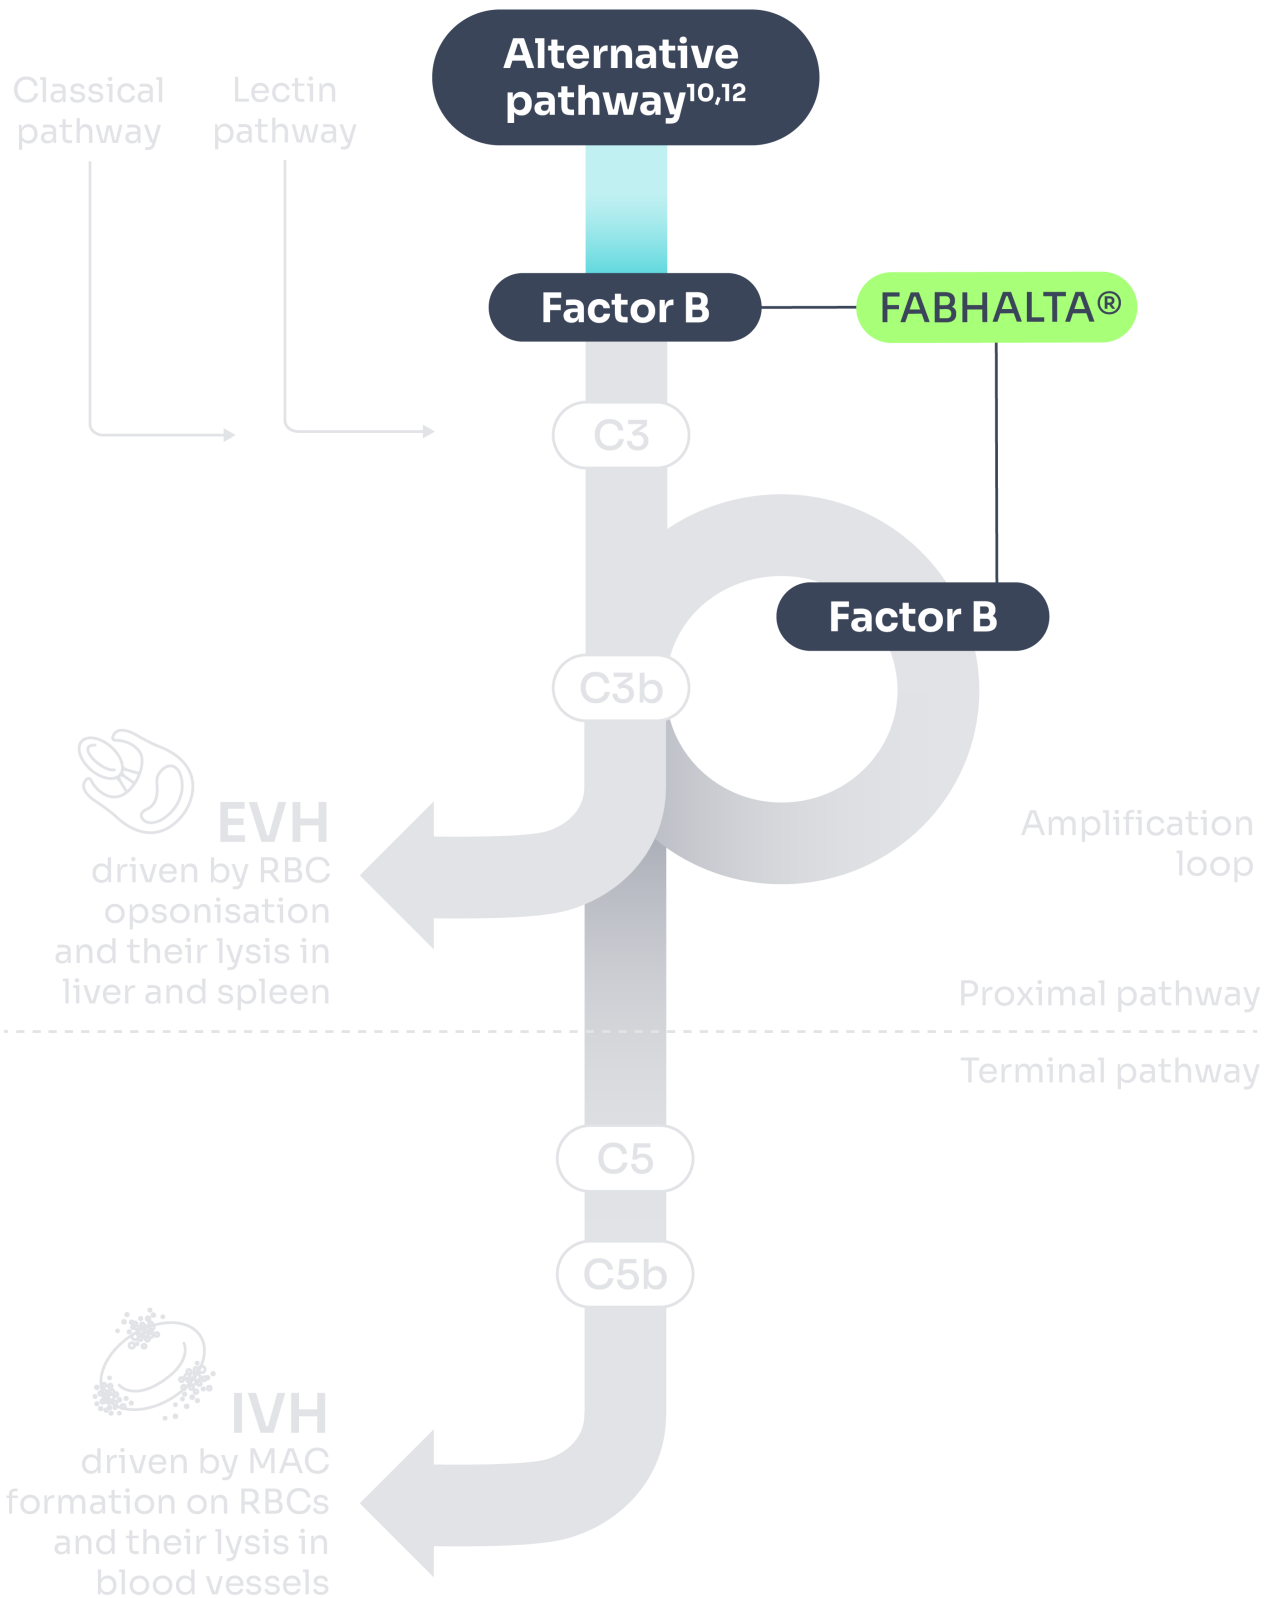 Alternative
pathway10,12
Classical
pathway
Lectin
pathway
Factor B
FABHALTA®
C3
Factor B
C3b
EVH
driven by RBC
opsonisation
and their lysis in
liver and spleen
Amplification
loop
Proximal pathway
Terminal pathway
C5
C5b
IVH
driven by MAC
formation on RBCs
and their lysis in
blood vessels